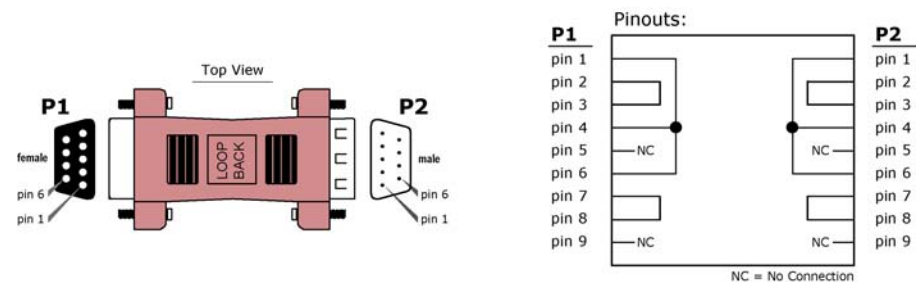 Top View
P1
P2
female
male
pin 6
pin 1
LOOP
BACK
pin 6
pin 1
Pinouts:
P1
P2
pin 1
pin 1
pin 2
pin 2
pin 3
pin 3
pin 4
pin 4
pin 5
NC
NC
pin 5
pin 6
pin 6
pin 7
pin 7
pin 8
pin 8
pin 9
NC
NC
pin 9
NC = No Connection